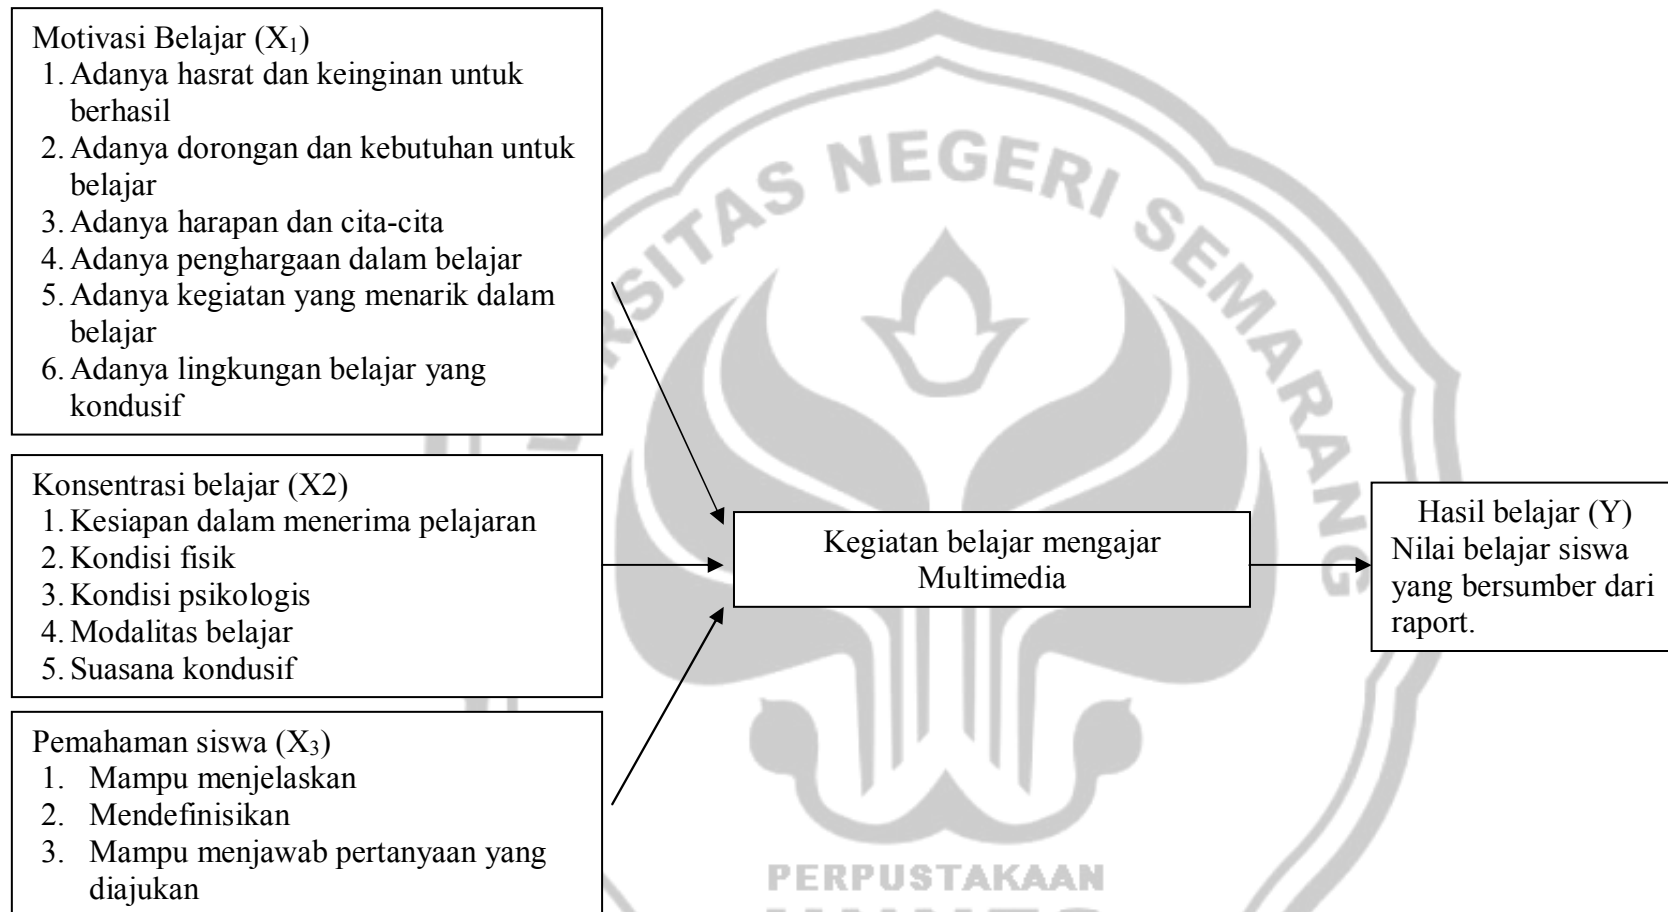 Motivasi Belajar (X₁)
1. Adanya hasrat dan keinginan untuk
berhasil
2. Adanya dorongan dan kebutuhan untuk
belajar
3. Adanya harapan dan cita-cita
4. Adanya penghargaan dalam belajar
5. Adanya kegiatan yang menarik dalam
belajar
6. Adanya lingkungan belajar yang
kondusif
Konsentrasi belajar (X2)
1. Kesiapan dalam menerima pelajaran
2. Kondisi fisik
3. Kondisi psikologis
4. Modalitas belajar
5. Suasana kondusif
Pemahaman siswa (X₃)
1. Mampu menjelaskan
2. Mendefinisikan
3. Mampu menjawab pertanyaan yang
diajukan
Kegiatan belajar mengajar
Multimedia
Hasil belajar (Y)
Nilai belajar siswa
yang bersumber dari
raport.
NEGERI SEMARANG
PERPUSTAKAAN